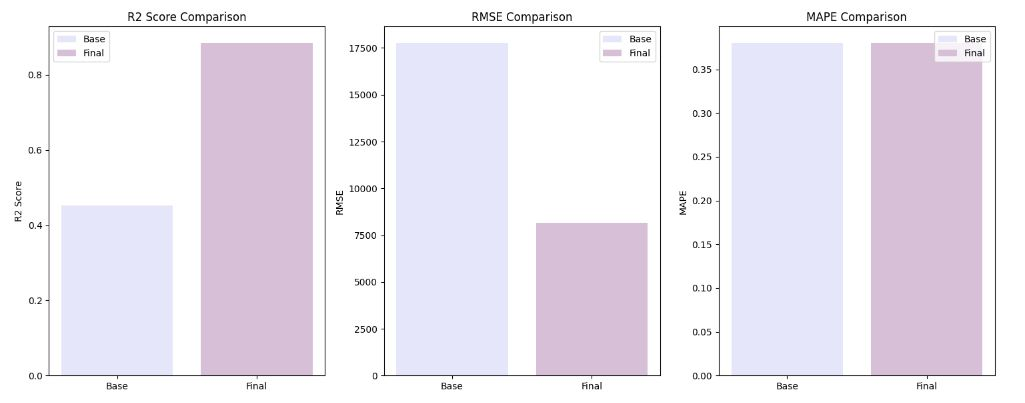 R2 Score Comparison
Base
Final
R2 Score
0.8
0.6
0.4
0.2
0.0
Base Final
RMSE Comparison
Base
Final
RMSE
17500
15000
12500
10000
7500
5000
2500
0
Base Final
MAPE Comparison
Base
Final
MAPE
0.35
0.30
0.25
0.20
0.15
0.10
0.05
0.00
Base Final